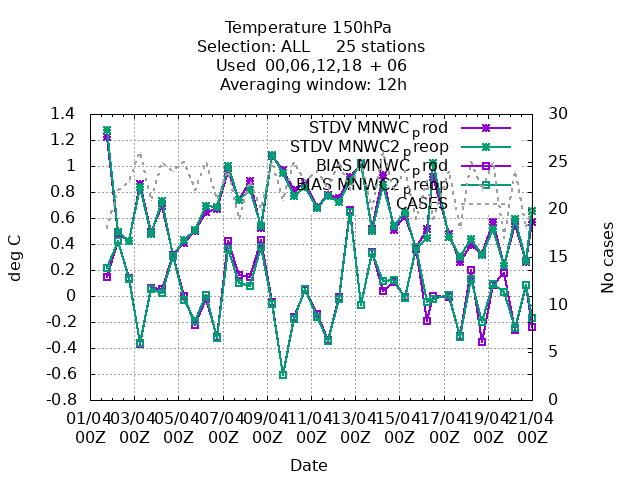 Temperature 150hPa
Selection: ALL     25 stations
Used  00,06,12,18  + 06
Averaging window: 12h
STDV MNWCprod
STDV MNWC2preop
BIAS MNWCprod
BIAS MNWC2preop
CASES
1.4
1.2
1
0.8
0.6
0.4
0.2
0
-0.2
-0.4
-0.6
-0.8
deg C
30
25
20
15
10
5
0
No cases
01/04 03/04 05/04 07/04 09/04 11/04 13/04 15/04 17/04 19/04 21/04
00Z 00Z 00Z 00Z 00Z 00Z 00Z 00Z 00Z 00Z 00Z
Date